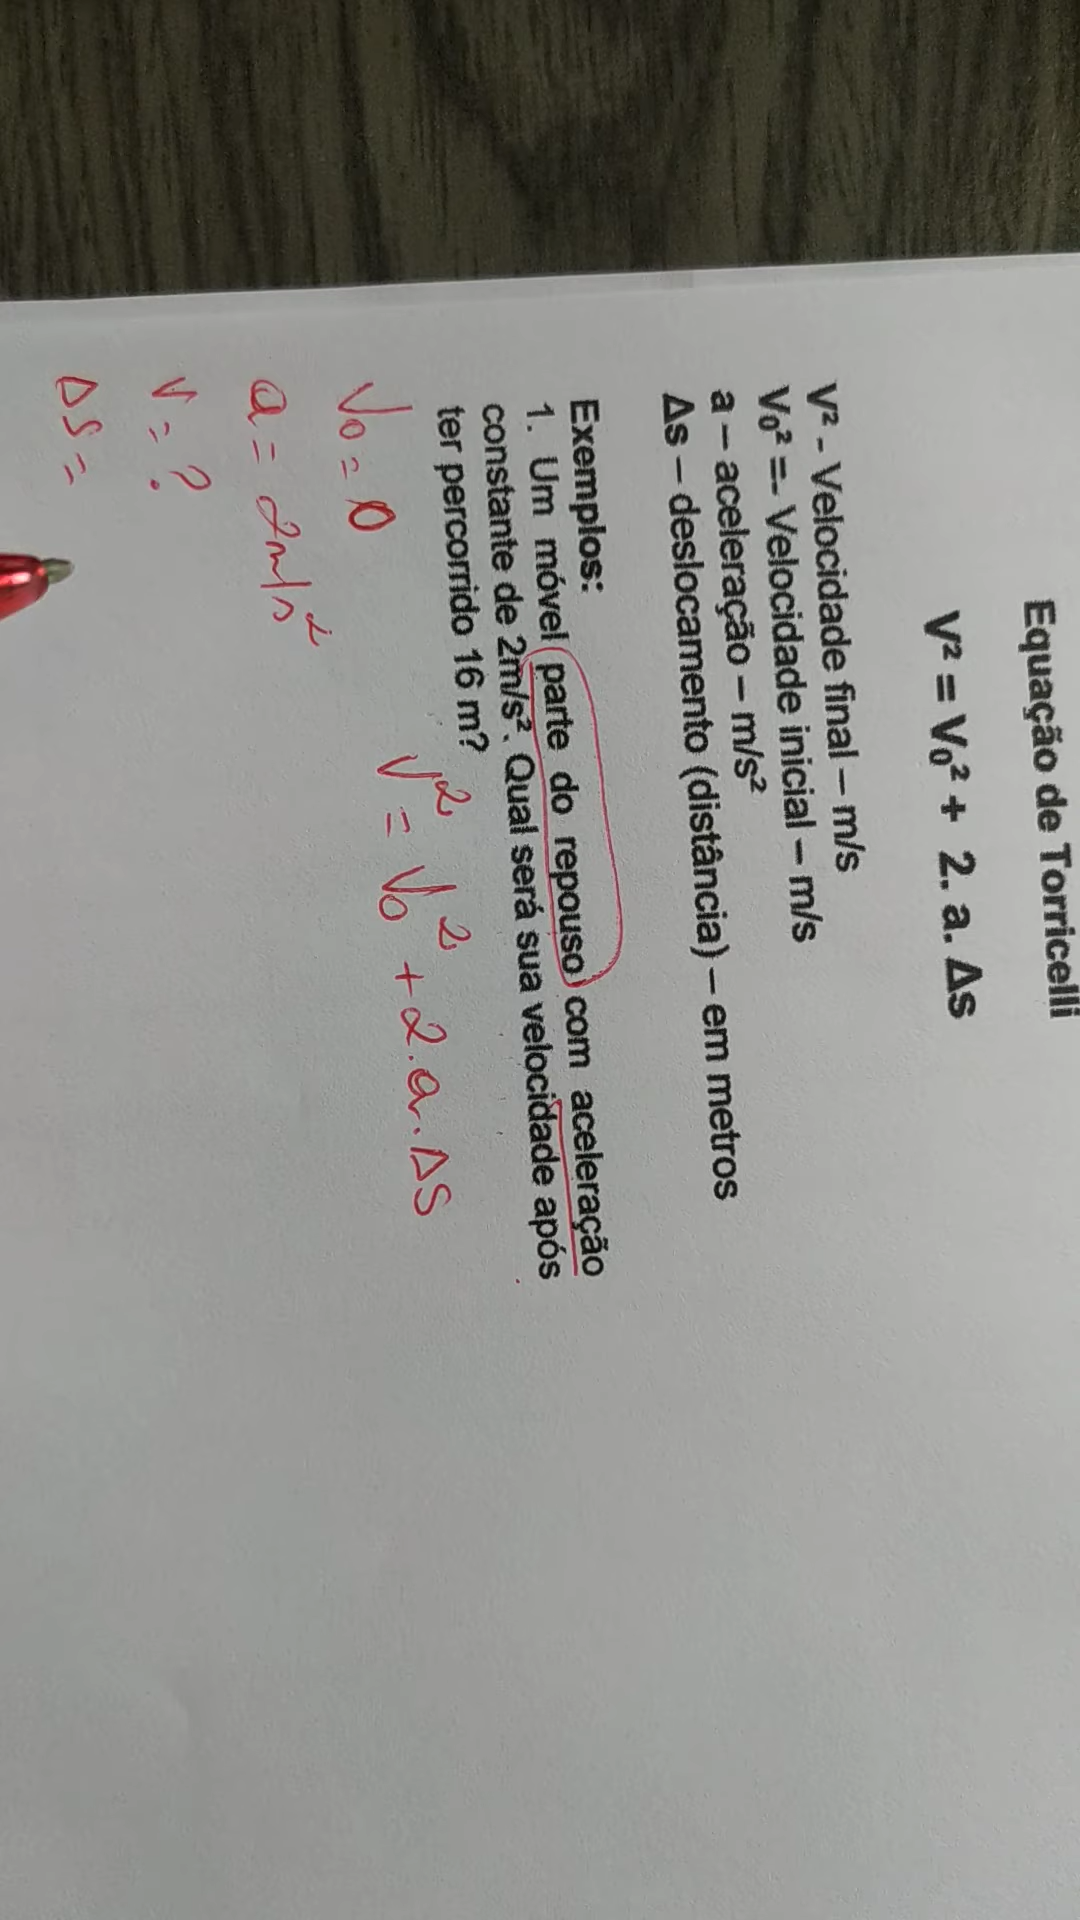 Equação de Torricelli
V² = V₀² + 2. a. Δs
V² - Velocidade final – m/s
V₀² =- Velocidade inicial – m/s
a – aceleração – m/s²
Δs – deslocamento (distância) – em metros
Exemplos:
1. Um móvel parte do repouso com aceleração
constante de 2m/s². Qual será sua velocidade após
ter percorrido 16 m?
V² = V₀² + 2.a.ΔS
V₀ = 0
a = 2m/s²
V = ?
ΔS =